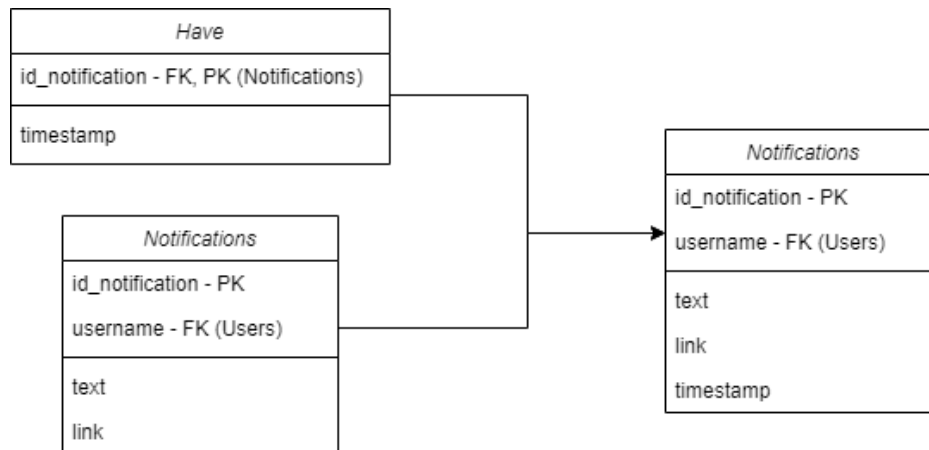 Have
id_notification - FK, PK (Notifications)
timestamp
Notifications
id_notification - PK
username - FK (Users)
text
link
Notifications
id_notification - PK
username - FK (Users)
text
link
timestamp